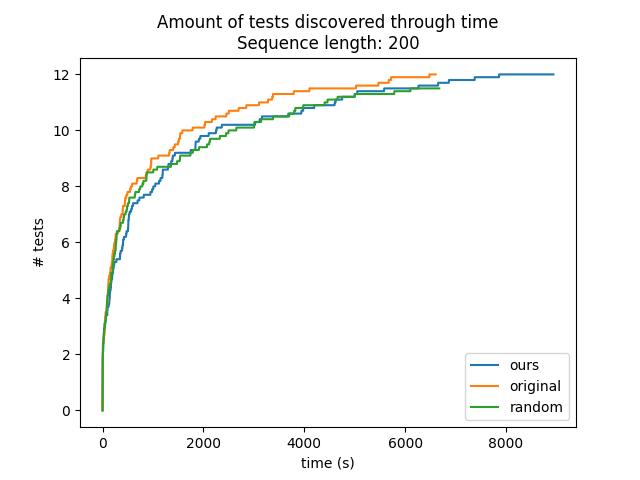 Amount of tests discovered through time
Sequence length: 200
12
10
8
6
4
2
0
# tests
0 2000 4000 6000 8000
time (s)
ours
original
random